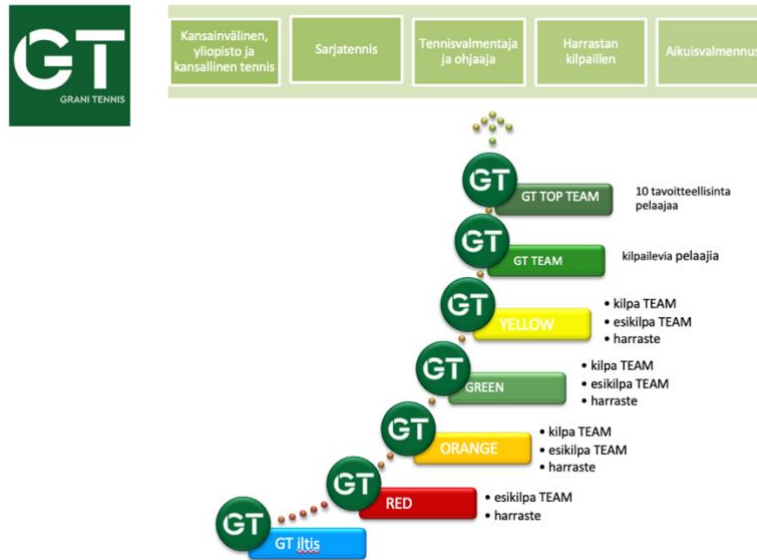 GT
GRANI TENNIS
Kansainvälinen,
yliopisto ja
kansallinen tennis
Sarjatennis
Tennisvalmentaja
ja ohjaaja
Harrastan
kilpaillen
Aikuisvalmennus
GT
GT TOP TEAM
10 tavoitteellisinta
pelaajaa
GT
GT TEAM
kilpailevia pelaajia
GT
YELLOW
• kilpa TEAM
• esikilpa TEAM
• harraste
GT
GREEN
• kilpa TEAM
• esikilpa TEAM
• harraste
GT
ORANGE
• kilpa TEAM
• esikilpa TEAM
• harraste
GT
RED
• esikilpa TEAM
• harraste
GT
GT iltis